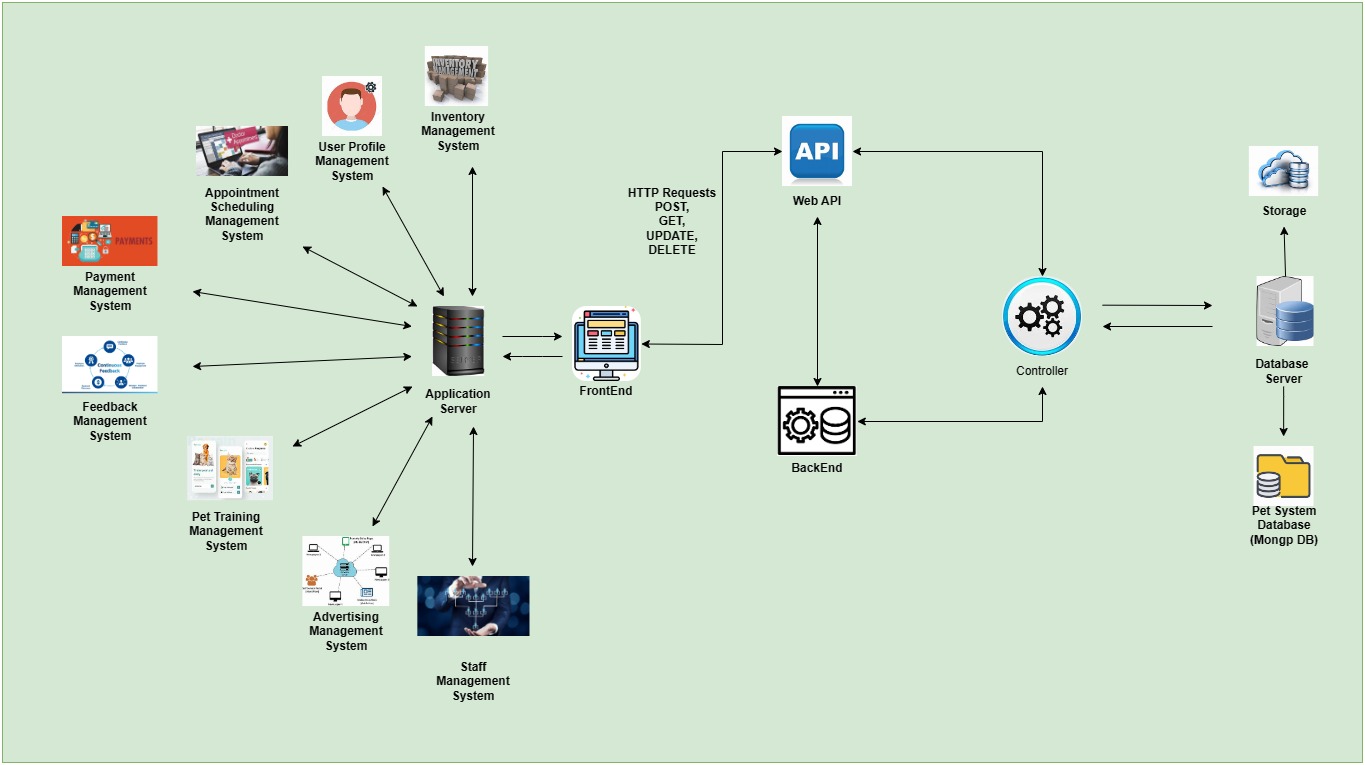 INVENTORY
MANAGEMENT
Inventory
Management
System
User Profile
Management
System
Appointment
Scheduling
Management
System
PAYMENTS
Payment
Management
System
Continuous
Feedback
Feedback
Management
System
Pet Training
Management
System
Advertising
Management
System
Staff
Management
System
Application
Server
FrontEnd
HTTP Requests
POST,
GET,
UPDATE,
DELETE
API
Web API
BackEnd
Controller
Storage
Database
Server
Pet System
Database
(Mongp DB)